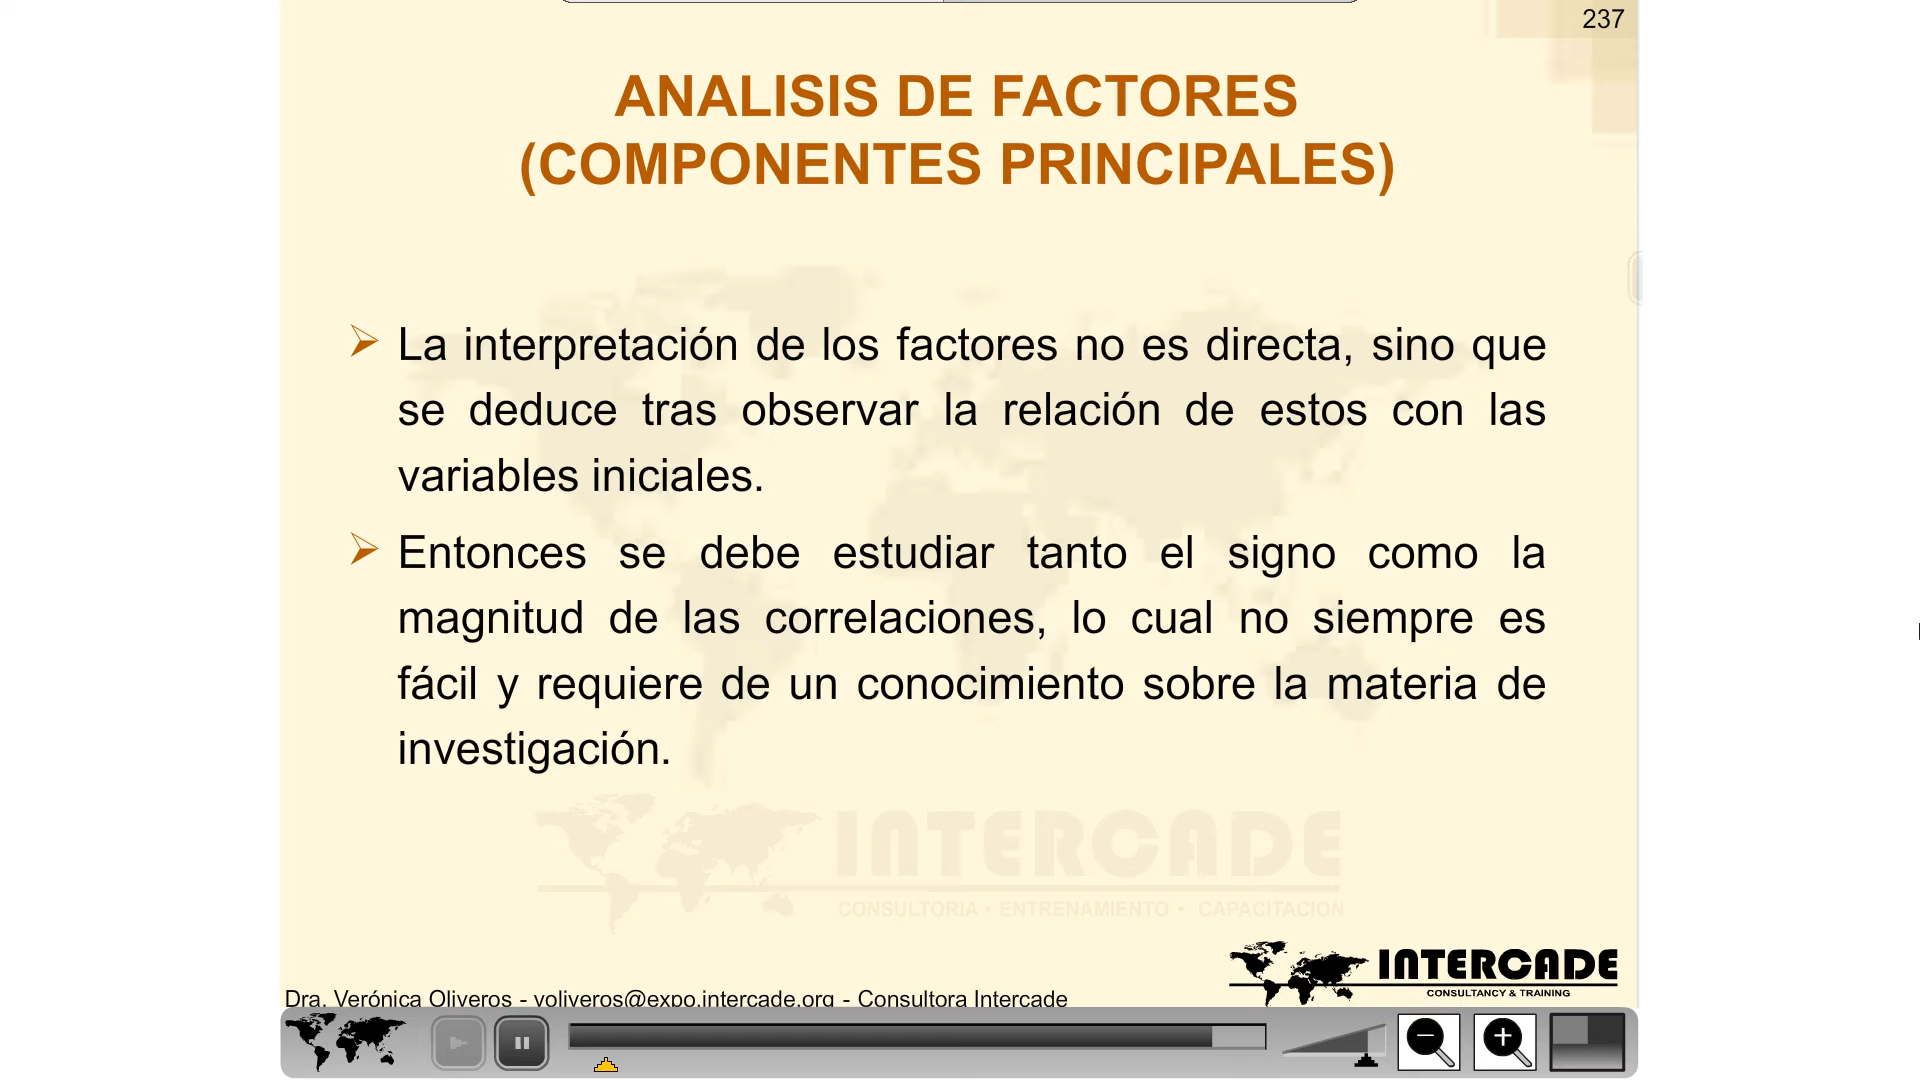 237
ANALISIS DE FACTORES
(COMPONENTES PRINCIPALES)
La interpretación de los factores no es directa, sino que
se deduce tras observar la relación de estos con las
variables iniciales.
Entonces se debe estudiar tanto el signo como la
magnitud de las correlaciones, lo cual no siempre es
fácil y requiere de un conocimiento sobre la materia de
investigación.
INTERCADE
CONSULTORIA • ENTRENAMIENTO • CAPACITACION
INTERCADE
CONSULTANCY & TRAINING
Dra. Verónica Oliveros - voliveros@expo.intercade.org - Consultora Intercade